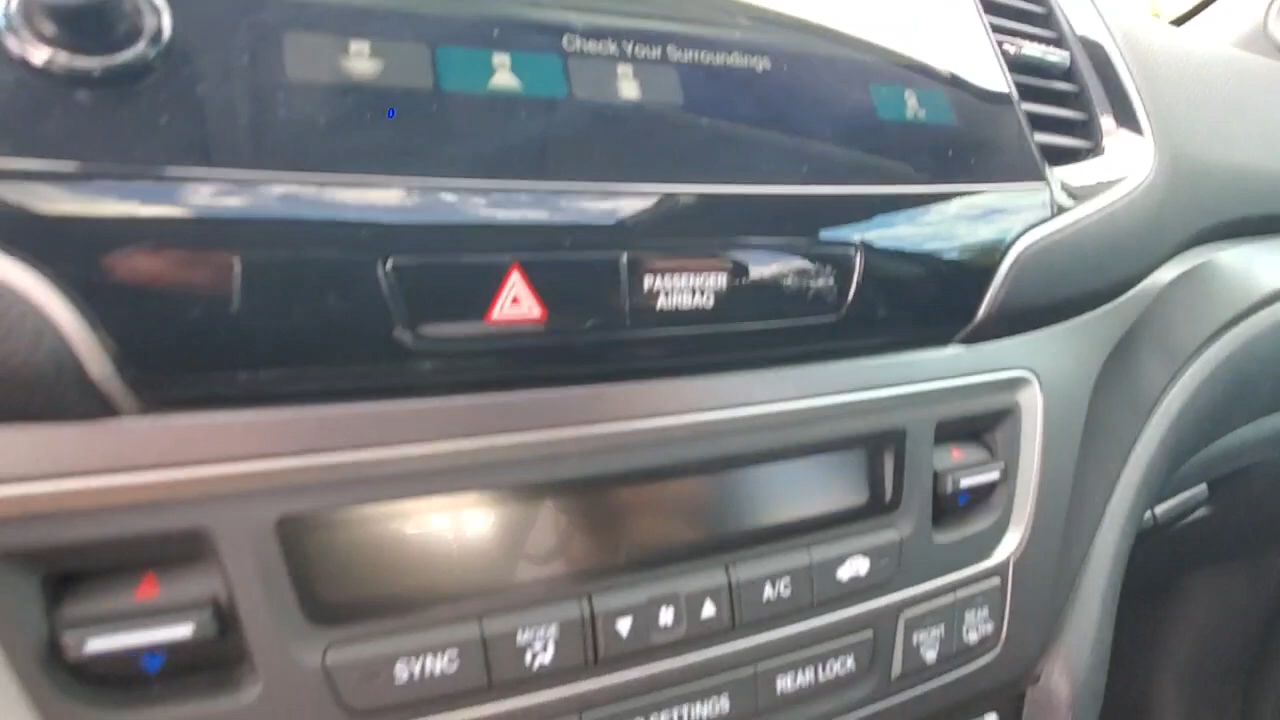 Check Your Surroundings
PASSENGER
AIRBAG
A/C
MODE
SYNC
FRONT
REAR
REAR LOCK
SETTINGS